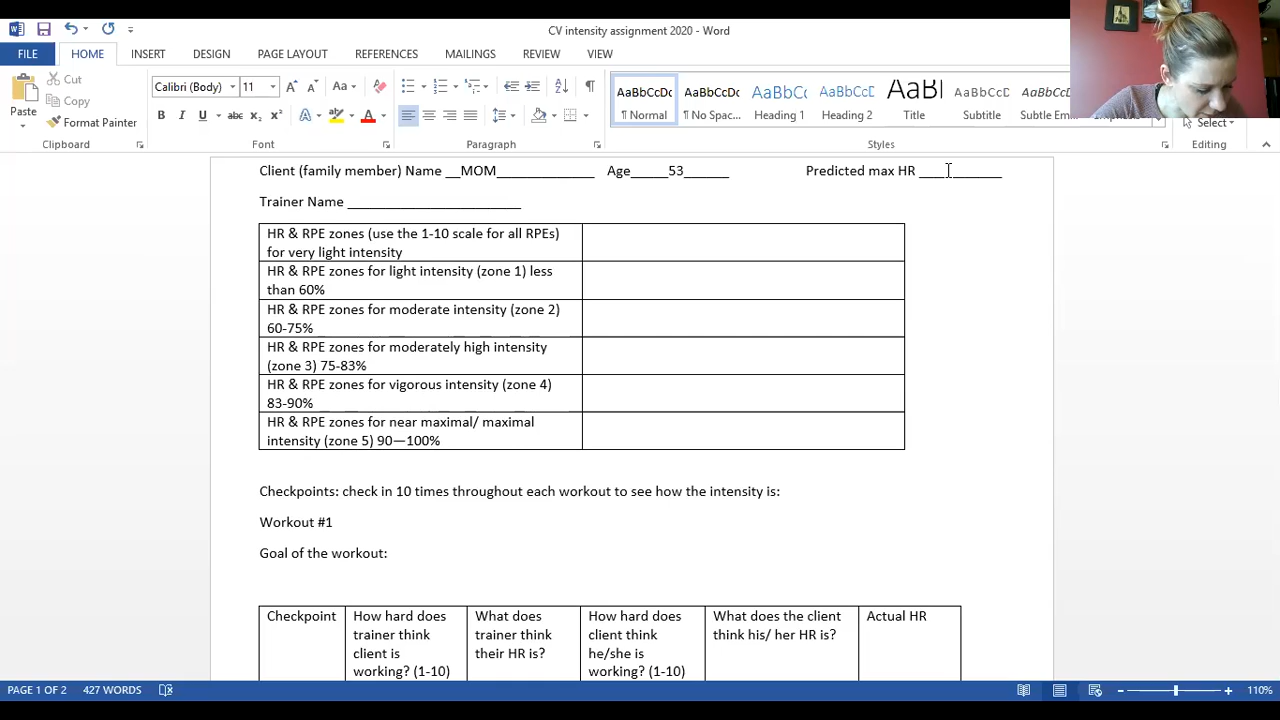 CV intensity assignment 2020 - Word
FILE HOME INSERT DESIGN PAGE LAYOUT REFERENCES MAILINGS REVIEW VIEW
Paste
Cut
Copy
Format Painter
Calibri (Body) 11
AaBbCcDc AaBbCcDc AaBbCc AaBbCcD AaBl AaBbCcD AaBbCcDc
¶ Normal ¶ No Spac... Heading 1 Heading 2 Title Subtitle Subtle Em...
Select
Clipboard Font Paragraph Styles Editing
Client (family member) Name __MOM_____________ Age_____53______ Predicted max HR __________
Trainer Name _____________________
HR & RPE zones (use the 1-10 scale for all RPEs)
for very light intensity
HR & RPE zones for light intensity (zone 1) less
than 60%
HR & RPE zones for moderate intensity (zone 2)
60-75%
HR & RPE zones for moderately high intensity
(zone 3) 75-83%
HR & RPE zones for vigorous intensity (zone 4)
83-90%
HR & RPE zones for near maximal/ maximal
intensity (zone 5) 90—100%
Checkpoints: check in 10 times throughout each workout to see how the intensity is:
Workout #1
Goal of the workout:
Checkpoint
How hard does
trainer think
client is
working? (1-10)
What does
trainer think
their HR is?
How hard does
client think
he/she is
working? (1-10)
What does the client
think his/ her HR is?
Actual HR
PAGE 1 OF 2 427 WORDS 110%